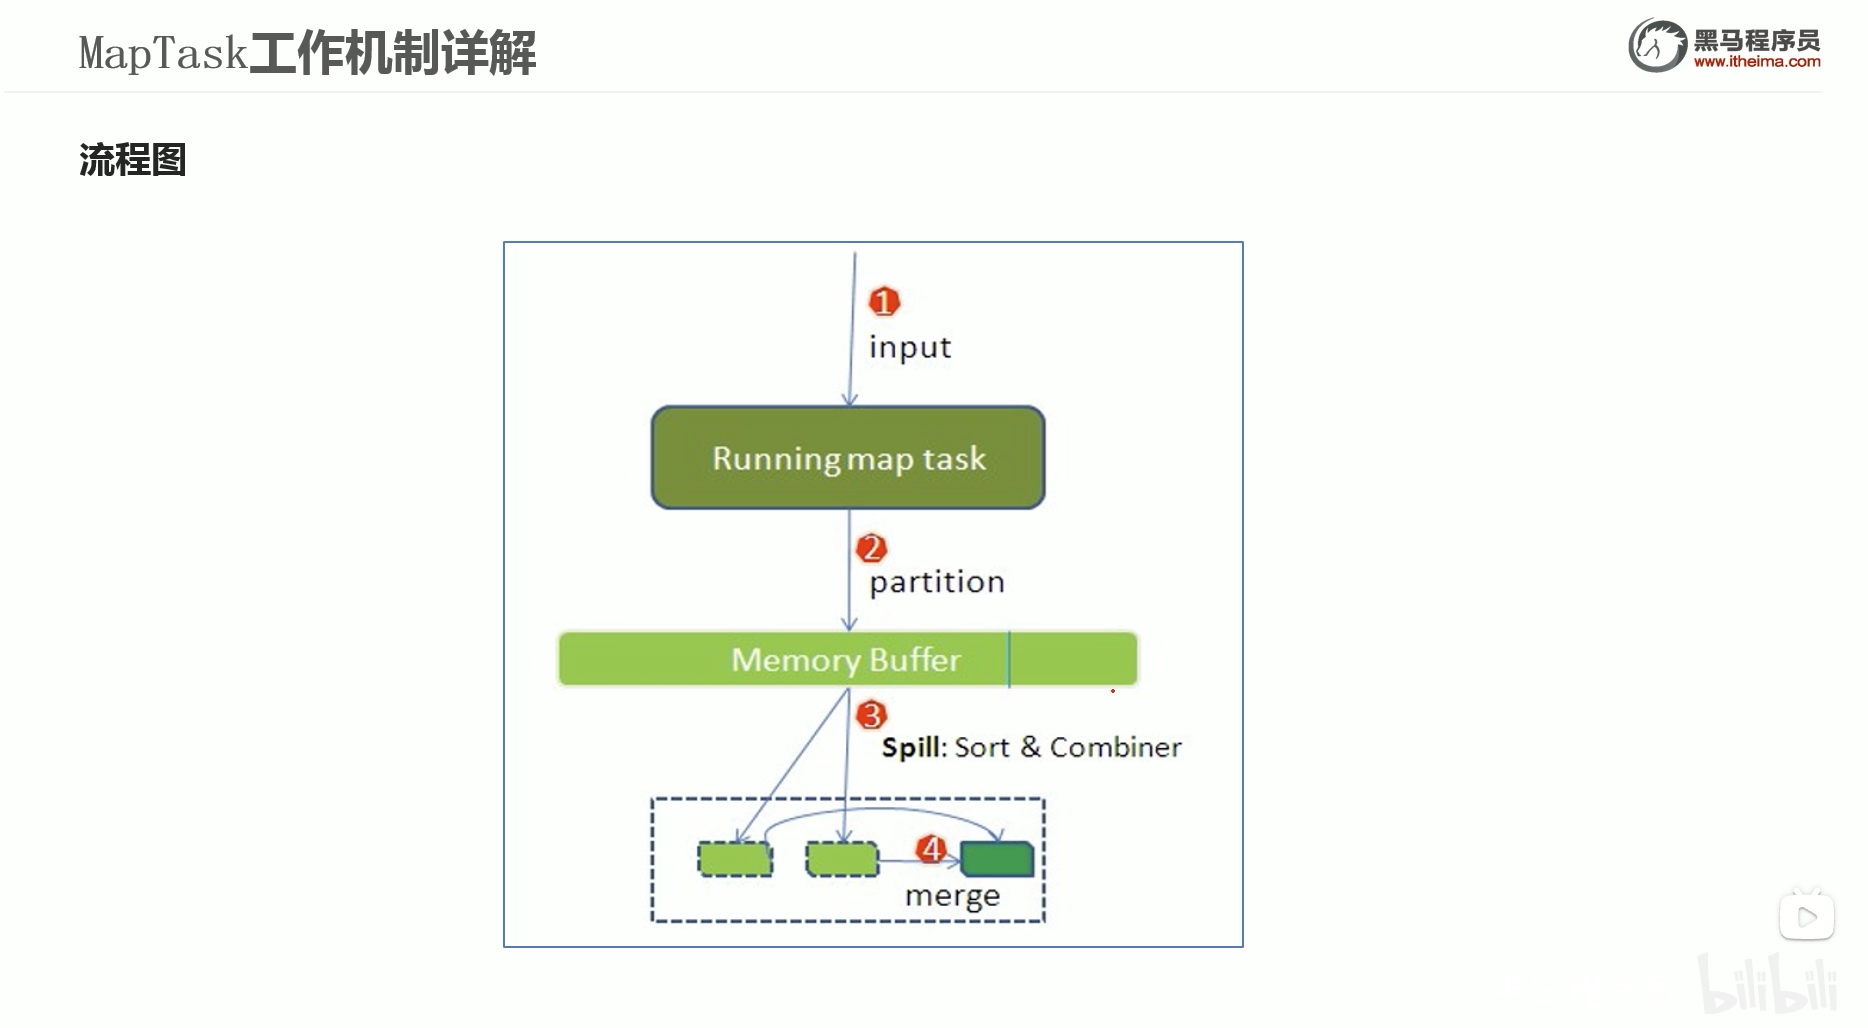 MapTask工作机制详解
黑马程序员
www.itheima.com
流程图
1
input
Running map task
2
partition
Memory Buffer
3
Spill: Sort & Combiner
4
merge
bilibili